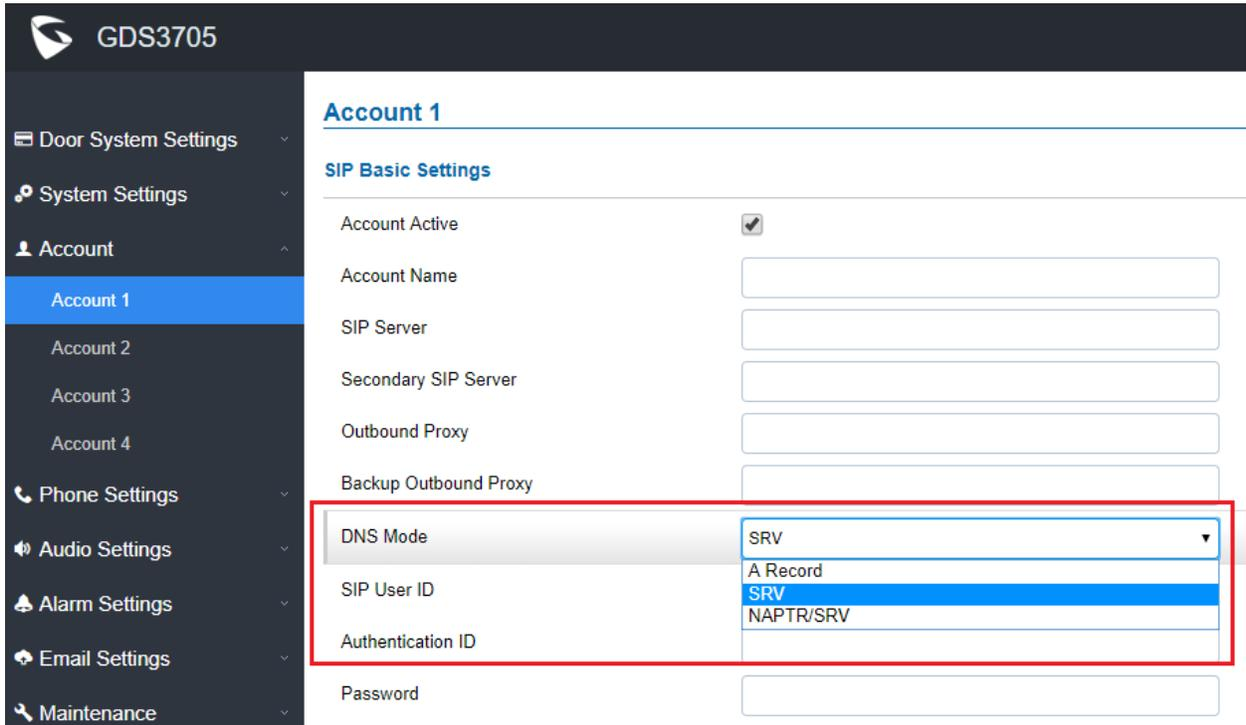 GDS3705
Door System Settings
System Settings
Account
Account 1
Account 2
Account 3
Account 4
Phone Settings
Audio Settings
Alarm Settings
Email Settings
Maintenance
Account 1
SIP Basic Settings
Account Active
Account Name
SIP Server
Secondary SIP Server
Outbound Proxy
Backup Outbound Proxy
DNS Mode SRV
A Record
SRV
NAPTR/SRV
SIP User ID
Authentication ID
Password